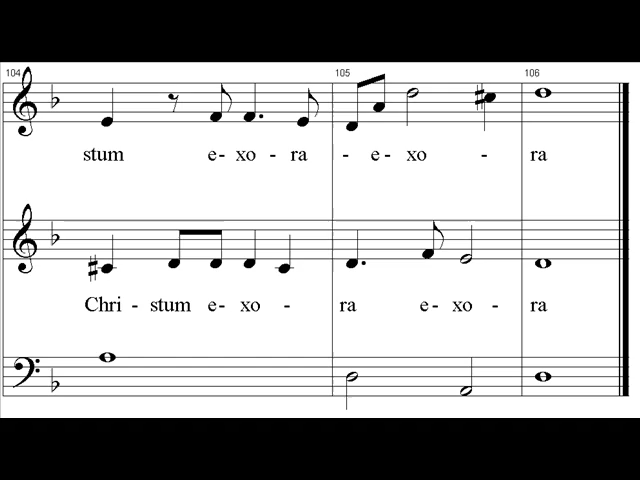 104 105 106
stum e- xo - ra - e- xo - ra
Chri - stum e- xo - ra e- xo - ra